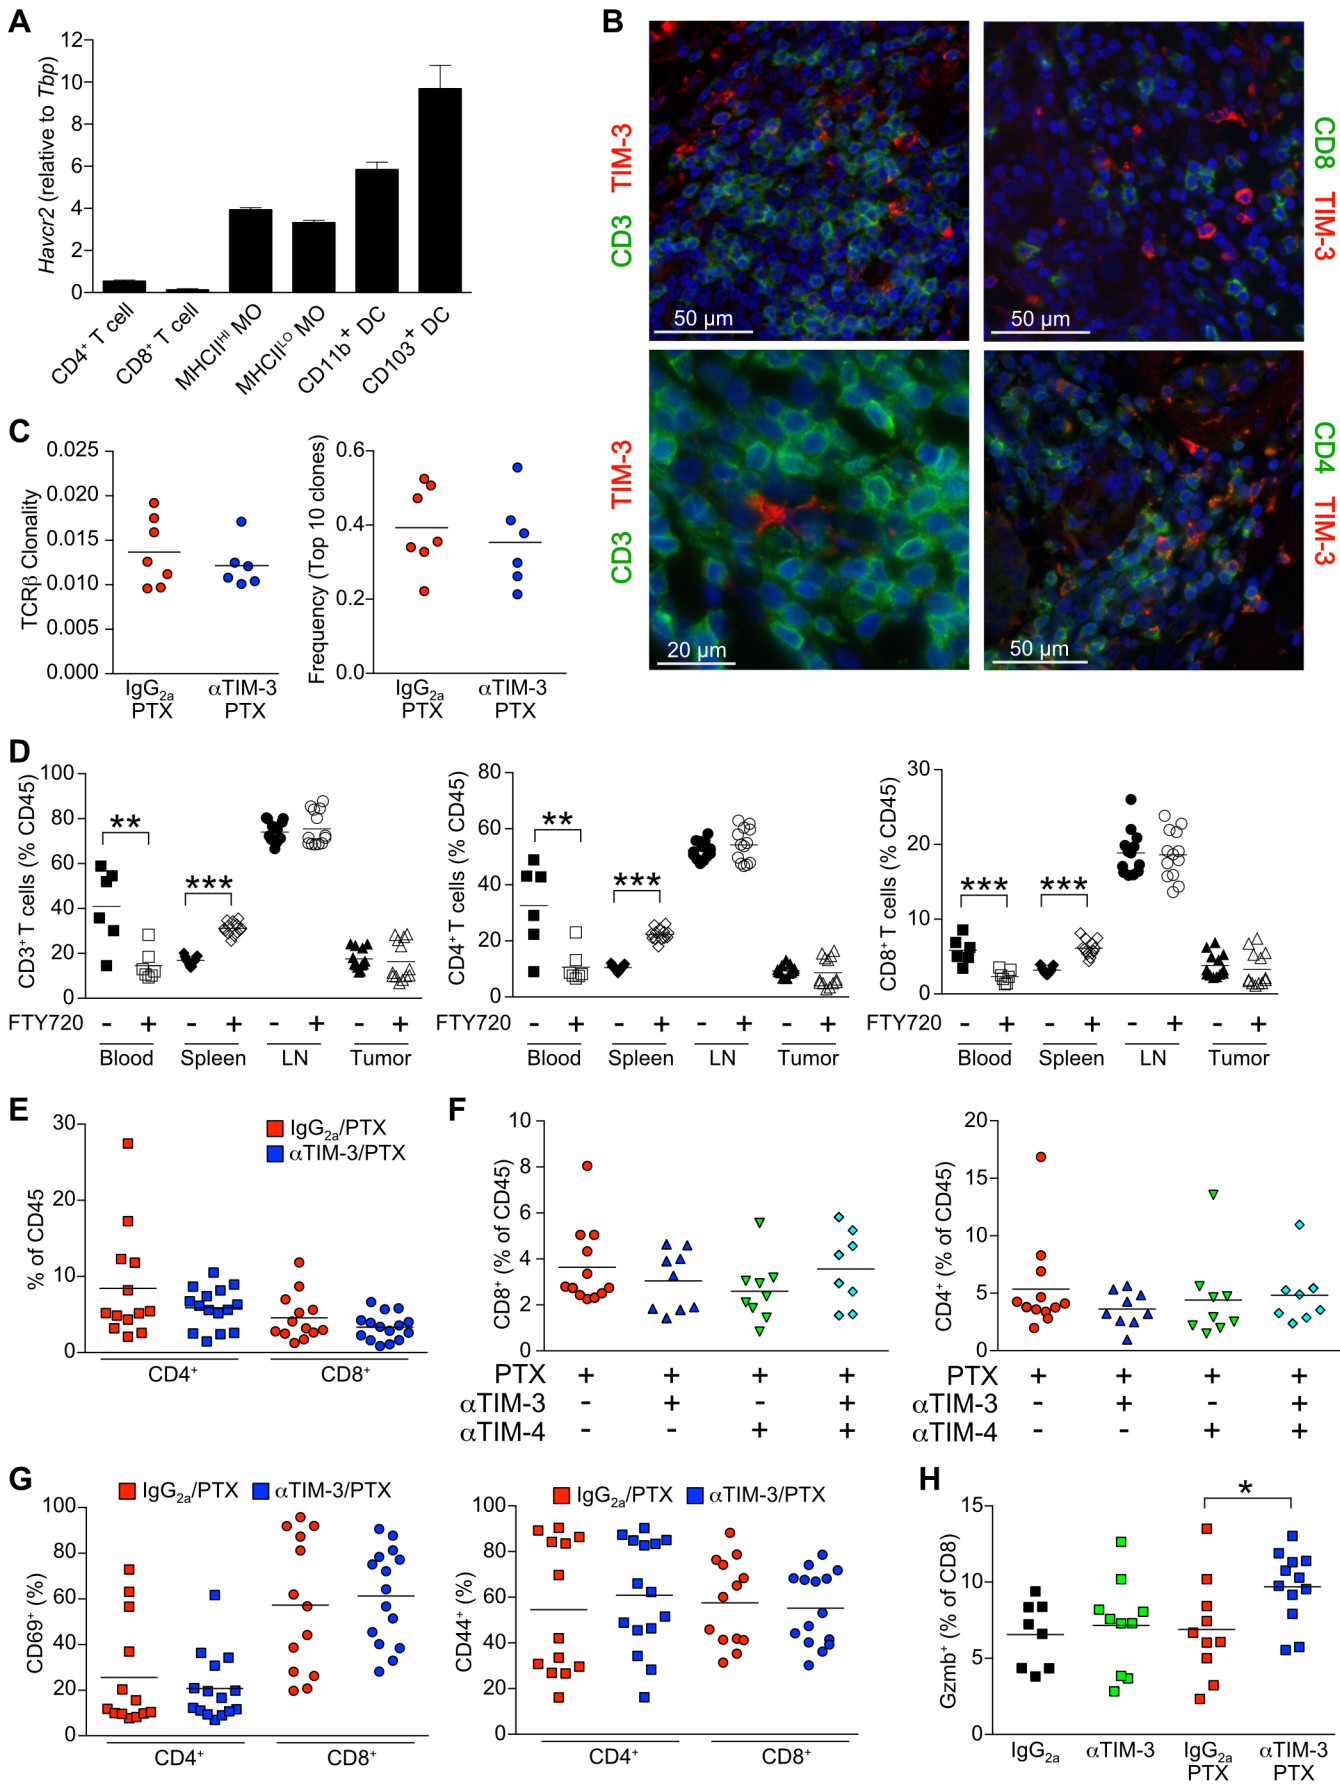 A
Havcr2 (relative to Tbp)
12
10
8
6
4
2
0
CD4+ T cell
CD8+ T cell
MHCIIHI MO
MHCIILO MO
CD11b+ DC
CD103+ DC
B
CD3 TIM-3
50 μm
CD8 TIM-3
50 μm
CD3 TIM-3
20 μm
CD4 TIM-3
50 μm
C
TCRβ Clonality
0.025
0.020
0.015
0.010
0.005
0.000
IgG2a αTIM-3
PTX PTX
Frequency (Top 10 clones)
0.6
0.4
0.2
0.0
IgG2a αTIM-3
PTX PTX
D
CD3+ T cells (% CD45)
100
80
60
40
20
0
** ***
FTY720 - + - + - + - +
Blood Spleen LN Tumor
CD4+ T cells (% CD45)
80
60
40
20
0
** ***
FTY720 - + - + - + - +
Blood Spleen LN Tumor
CD8+ T cells (% CD45)
30
20
10
0
*** ***
FTY720 - + - + - + - +
Blood Spleen LN Tumor
E
% of CD45
30
20
10
0
IgG2a/PTX
αTIM-3/PTX
CD4+ CD8+
F
CD8+ (% of CD45)
10
8
6
4
2
0
PTX + + + +
αTIM-3 - + - +
αTIM-4 - - + +
CD4+ (% of CD45)
20
15
10
5
0
PTX + + + +
αTIM-3 - + - +
αTIM-4 - - + +
G
IgG2a/PTX αTIM-3/PTX
CD69+ (%)
100
80
60
40
20
0
CD4+ CD8+
IgG2a/PTX αTIM-3/PTX
CD44+ (%)
100
80
60
40
20
0
CD4+ CD8+
H
Gzmb+ (% of CD8)
15
10
5
0
*
IgG2a αTIM-3 IgG2a αTIM-3
PTX PTX